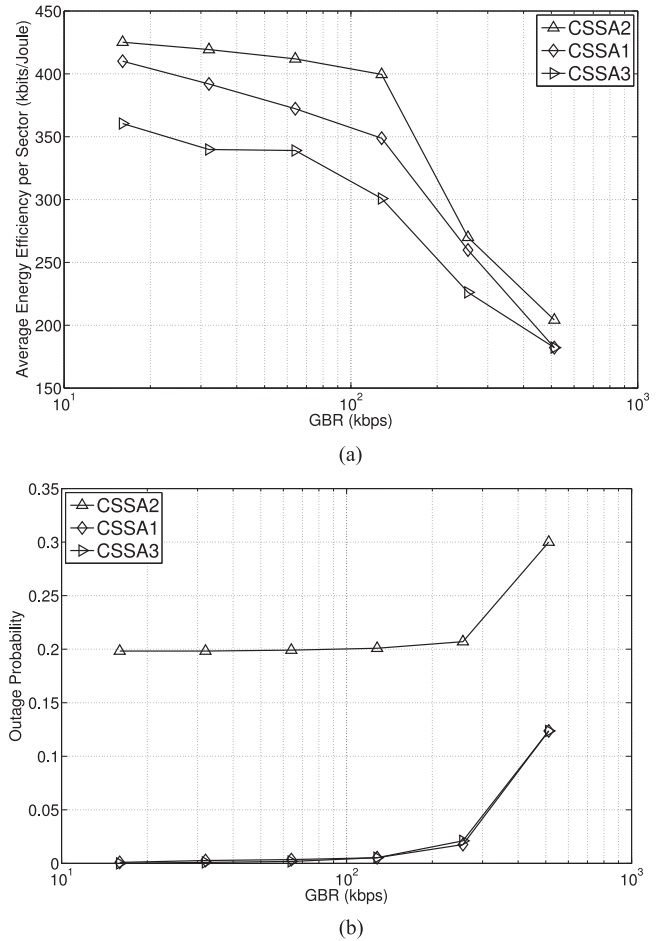 450
400
350
300
250
200
150
Average Energy Efficiency per Sector (kbits/Joule)
CSSA2
CSSA1
CSSA3
10^1
10^2
10^3
GBR (kbps)
(a)
0.35
0.3
0.25
0.2
0.15
0.1
0.05
0
Outage Probability
CSSA2
CSSA1
CSSA3
10^1
10^2
10^3
GBR (kbps)
(b)